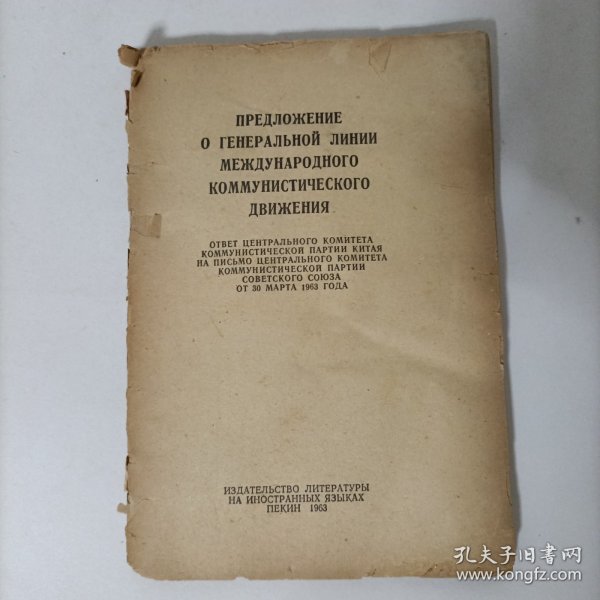 ПРЕДЛОЖЕНИЕ
О ГЕНЕРАЛЬНОЙ ЛИНИИ
МЕЖДУНАРОДНОГО
КОММУНИСТИЧЕСКОГО
ДВИЖЕНИЯ
ОТВЕТ ЦЕНТРАЛЬНОГО КОМИТЕТА
КОММУНИСТИЧЕСКОЙ ПАРТИИ КИТАЯ
НА ПИСЬМО ЦЕНТРАЛЬНОГО КОМИТЕТА
КОММУНИСТИЧЕСКОЙ ПАРТИИ
СОВЕТСКОГО СОЮЗА
ОТ 30 МАРТА 1963 ГОДА
ИЗДАТЕЛЬСТВО ЛИТЕРАТУРЫ
НА ИНОСТРАННЫХ ЯЗЫКАХ
ПЕКИН 1963
孔夫子旧书网
www.kongfz.com